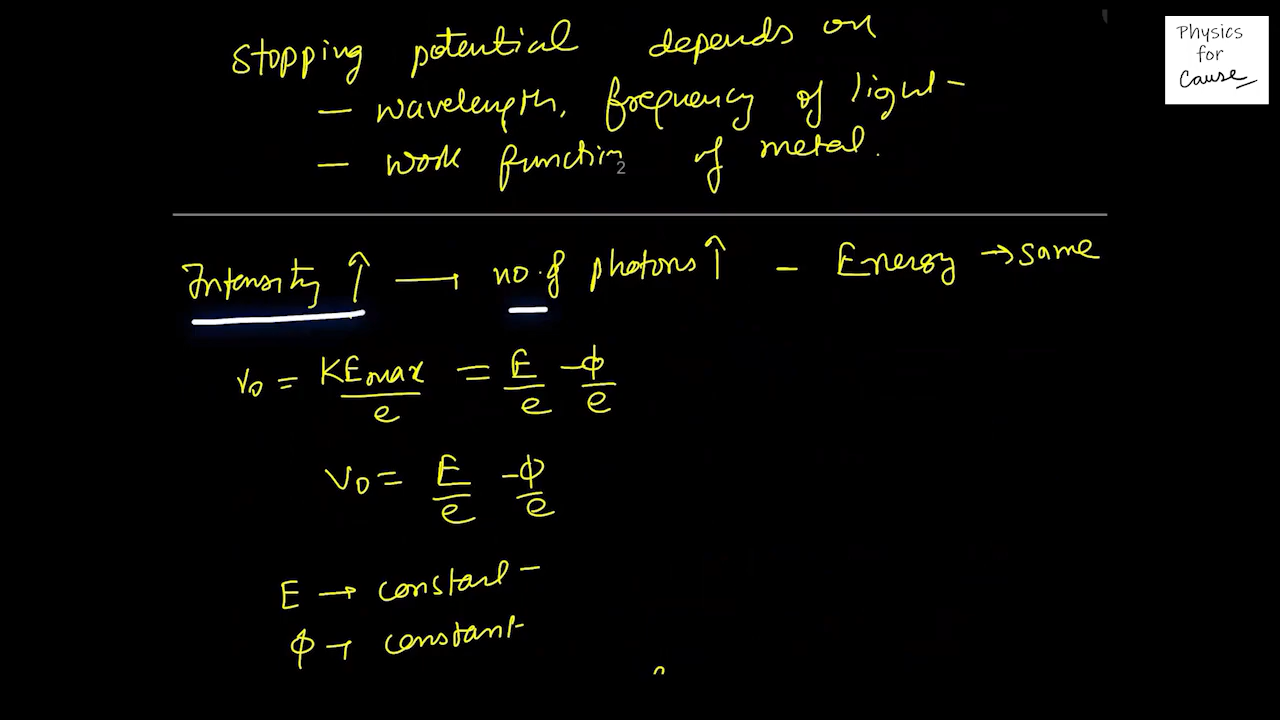 Physics
for
Cause
Stopping potential depends on
– wavelength, frequency of light –
– work function of metal.
2
Intensity ↑ → no. of photons ↑ – Energy → same
V₀ = KEmax/e = E/e - ϕ/e
V₀ = E/e - ϕ/e
E → constant –
ϕ → constant